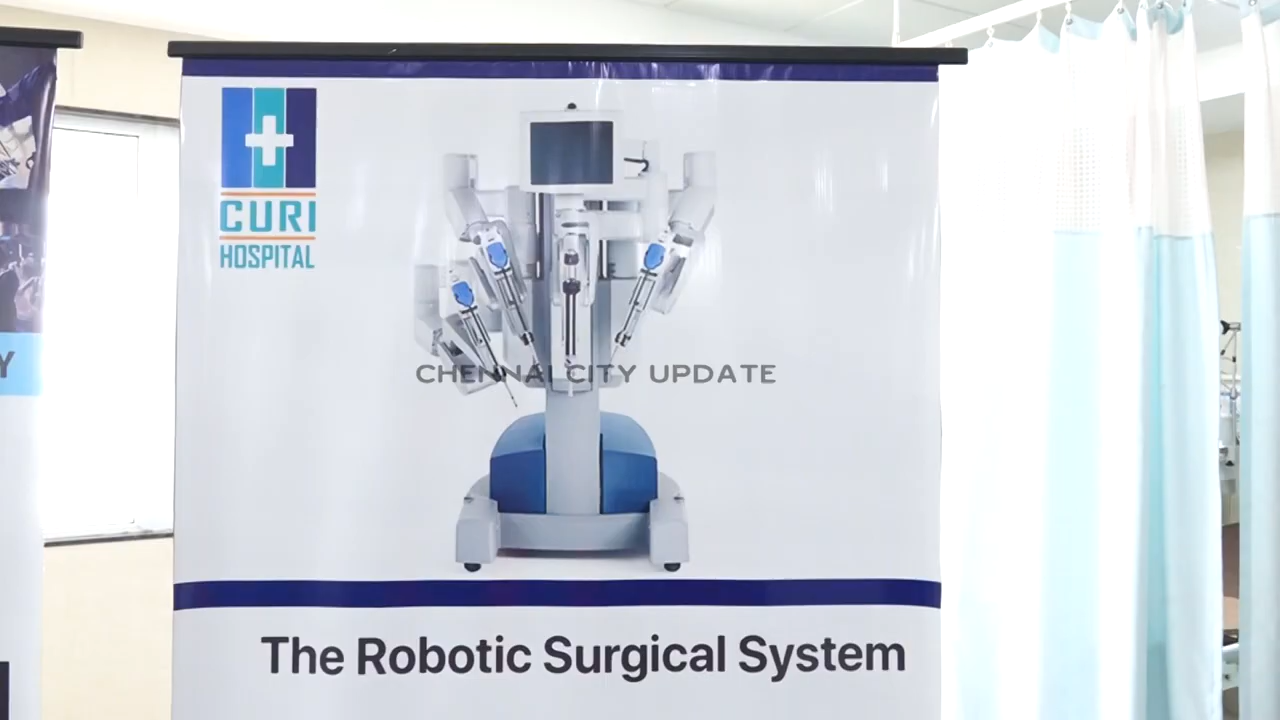 CURI
HOSPITAL
CHENNAI CITY UPDATE
The Robotic Surgical System
Y